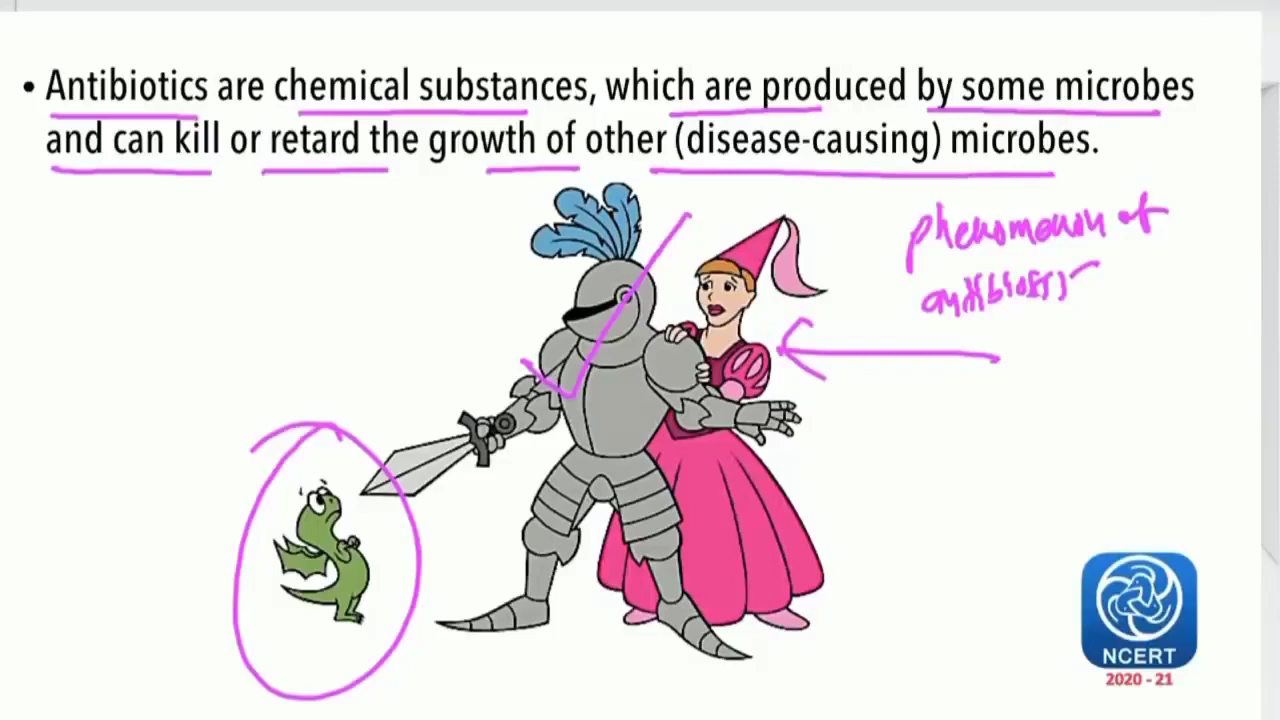 • Antibiotics are chemical substances, which are produced by some microbes
and can kill or retard the growth of other (disease-causing) microbes.
phenomenon of
NCERT
2020 - 21